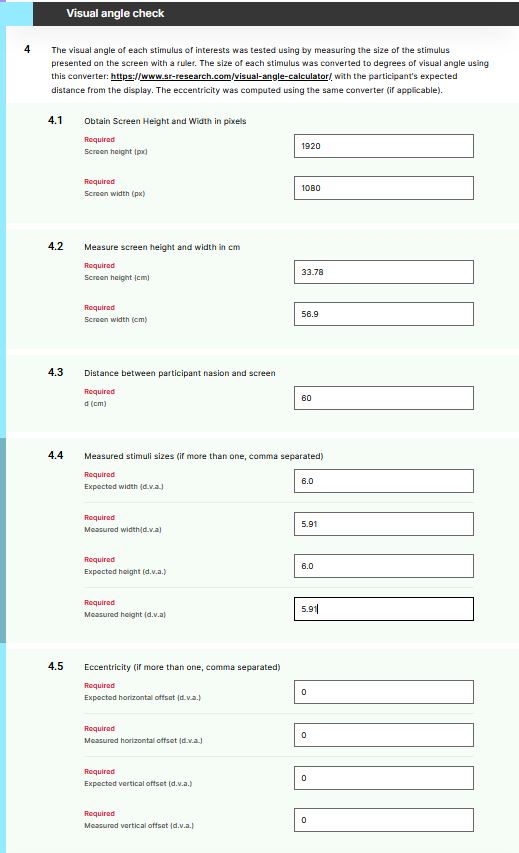 Visual angle check
4
The visual angle of each stimulus of interests was tested using by measuring the size of the stimulus
presented on the screen with a ruler. The size of each stimulus was converted to degrees of visual angle using
this converter: https://www.sr-research.com/visual-angle-calculator/ with the participant's expected
distance from the display. The eccentricity was computed using the same converter (if applicable).
4.1 Obtain Screen Height and Width in pixels
Required
Screen height (px)
1920
Required
Screen width (px)
1080
4.2 Measure screen height and width in cm
Required
Screen height (cm)
33.78
Required
Screen width (cm)
56.9
4.3 Distance between participant nasion and screen
Required
d (cm)
60
4.4 Measured stimuli sizes (if more than one, comma separated)
Required
Expected width (d.v.a.)
6.0
Required
Measured width(d.v.a)
5.91
Required
Expected height (d.v.a.)
6.0
Required
Measured height (d.v.a)
5.91
4.5 Eccentricity (if more than one, comma separated)
Required
Expected horizontal offset (d.v.a.)
0
Required
Measured horizontal offset (d.v.a.)
0
Required
Expected vertical offset (d.v.a.)
0
Required
Measured vertical offset (d.v.a.)
0